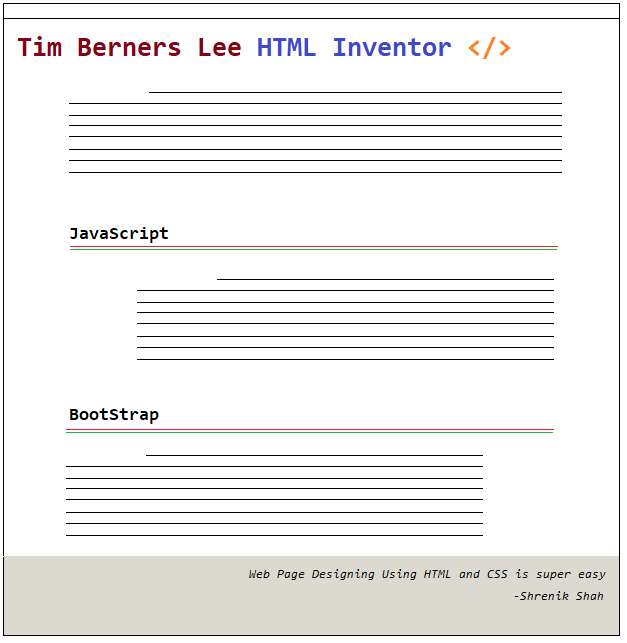 Tim Berners Lee HTML Inventor </>
JavaScript
BootStrap
Web Page Designing Using HTML and CSS is super easy
-Shrenik Shah